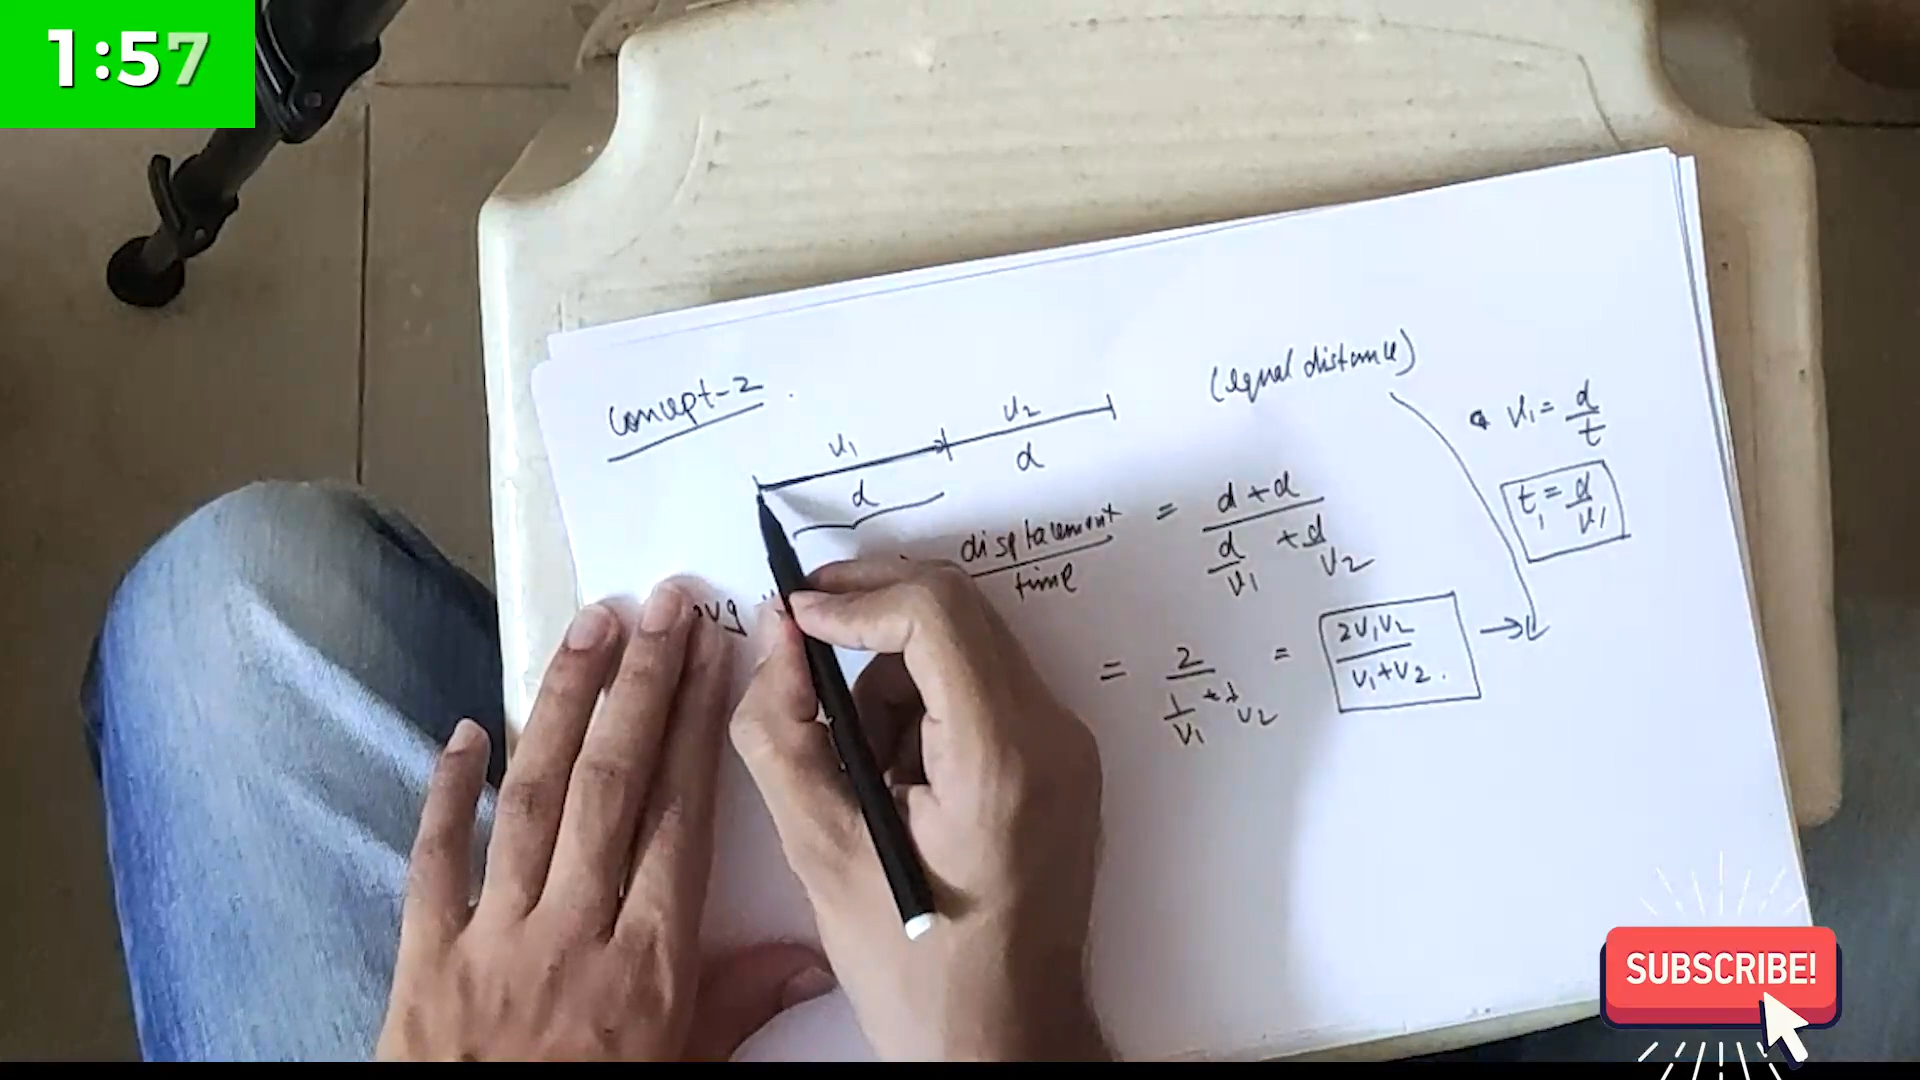 1:57
Concept-2.
(equal distance)
v₁ v₂
d d
v₁ = d/t
t₁ = d/v₁
avg
displacement/time = (d+d)/(d/v₁ + d/v₂)
= 2/(1/v₁ + 1/v₂) = 2v₁v₂/(v₁+v₂). →
SUBSCRIBE!